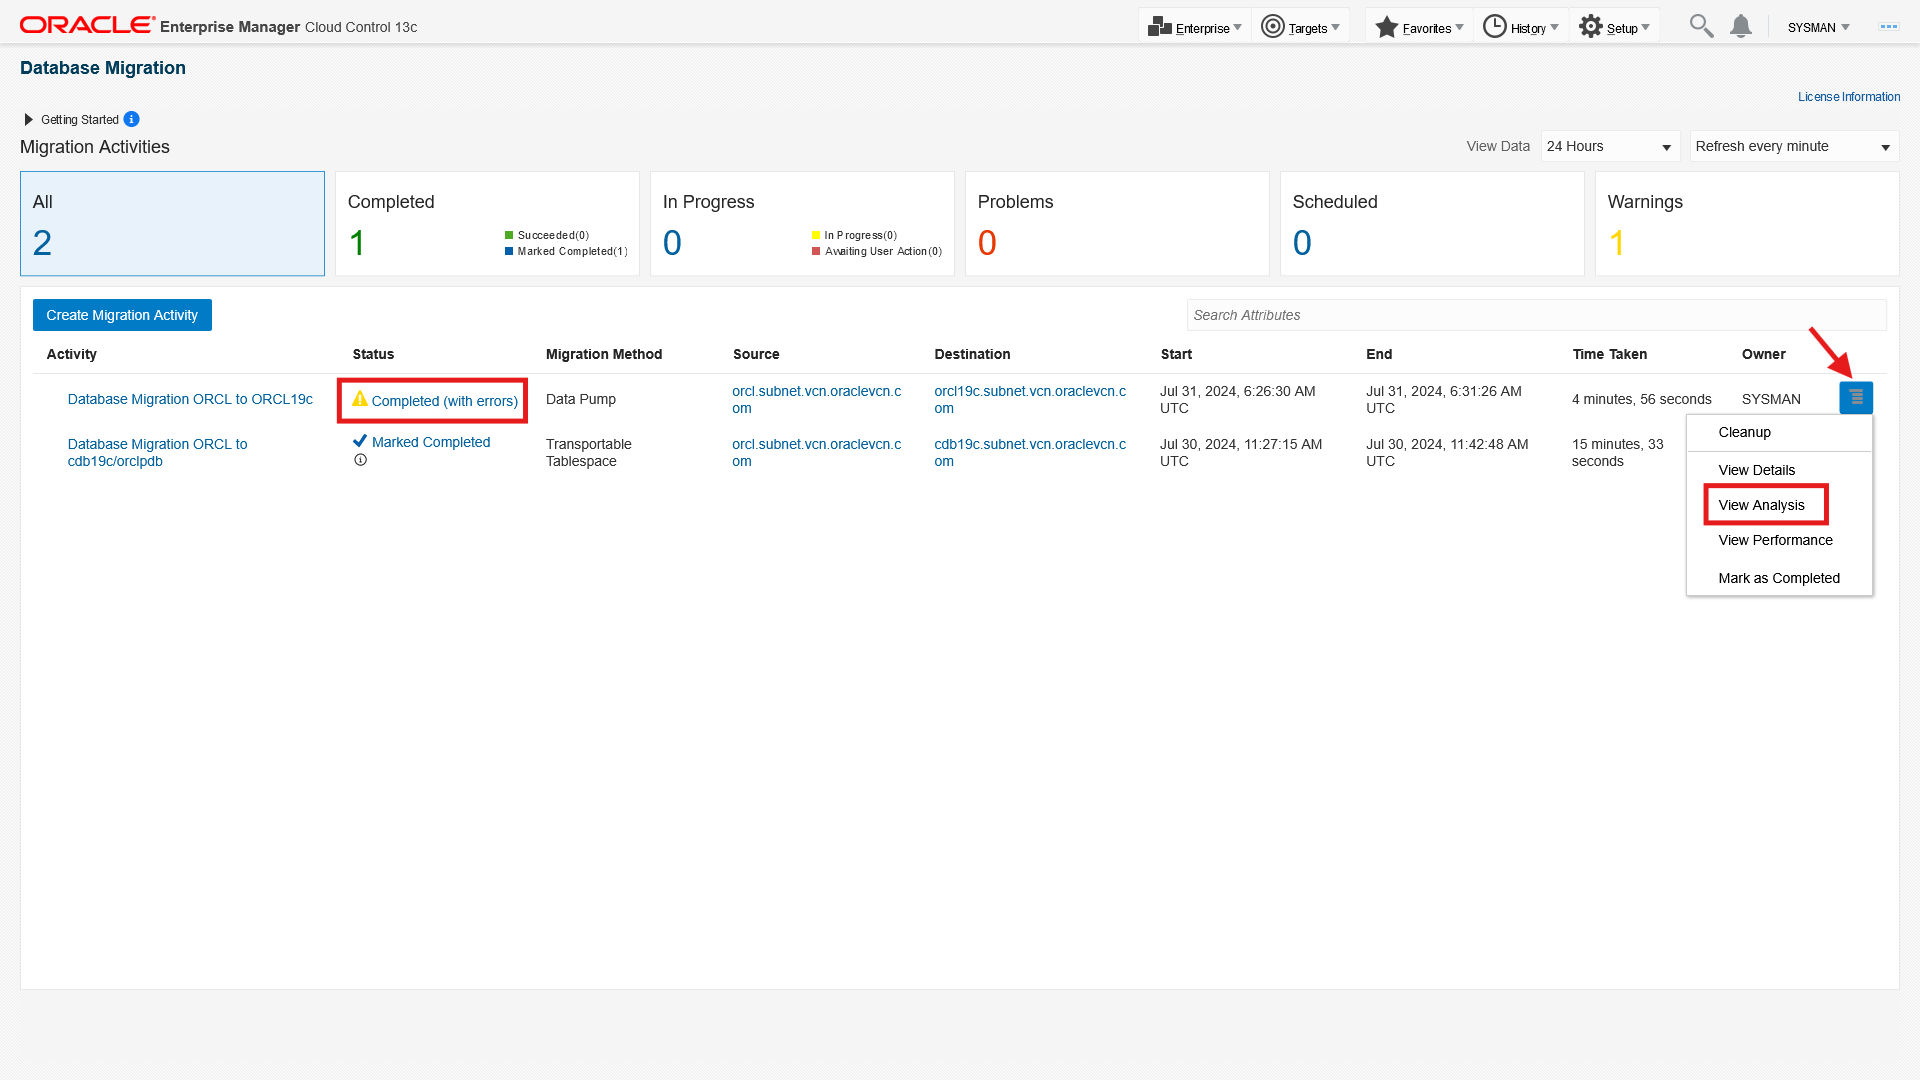 ORACLE Enterprise Manager Cloud Control 13c
Enterprise
Targets
Favorites
History
Setup
SYSMAN
Database Migration
License Information
Getting Started
Migration Activities
View Data
24 Hours
Refresh every minute
All
2
Completed
1
Succeeded(0)
Marked Completed(1)
In Progress
0
In Progress(0)
Awaiting User Action(0)
Problems
0
Scheduled
0
Warnings
1
Create Migration Activity
Search Attributes
Activity Status Migration Method Source Destination Start End Time Taken Owner
Database Migration ORCL to ORCL19c
Completed (with errors)
Data Pump
orcl.subnet.vcn.oraclevcn.c
om
orcl19c.subnet.vcn.oraclevcn.c
om
Jul 31, 2024, 6:26:30 AM
UTC
Jul 31, 2024, 6:31:26 AM
UTC
4 minutes, 56 seconds
SYSMAN
Database Migration ORCL to
cdb19c/orclpdb
Marked Completed
Transportable
Tablespace
orcl.subnet.vcn.oraclevcn.c
om
cdb19c.subnet.vcn.oraclevcn.c
om
Jul 30, 2024, 11:27:15 AM
UTC
Jul 30, 2024, 11:42:48 AM
UTC
15 minutes, 33
seconds
Cleanup
View Details
View Analysis
View Performance
Mark as Completed